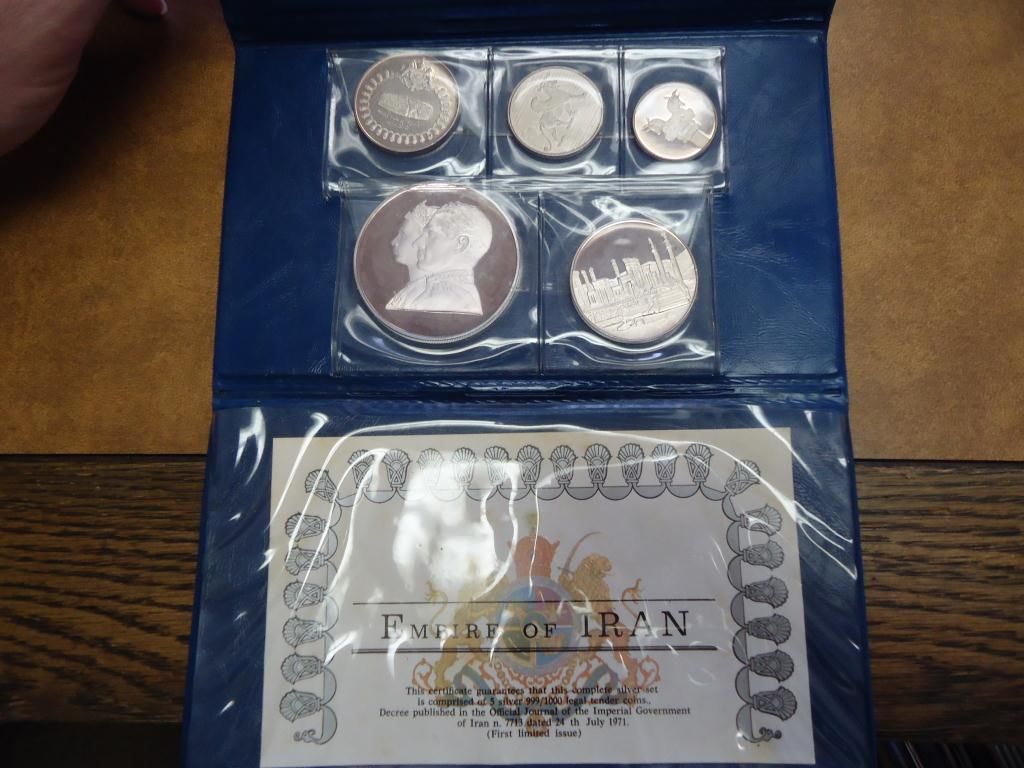 EMPIRE OF IRAN
This certificate guarantees that this complete silver set
is comprised of 5 silver 999/1000 legal tender coins.,
Decree published in the Official Journal of the Imperial Government
of Iran n. 7713 dated 24 th July 1971.
(First limited issue)